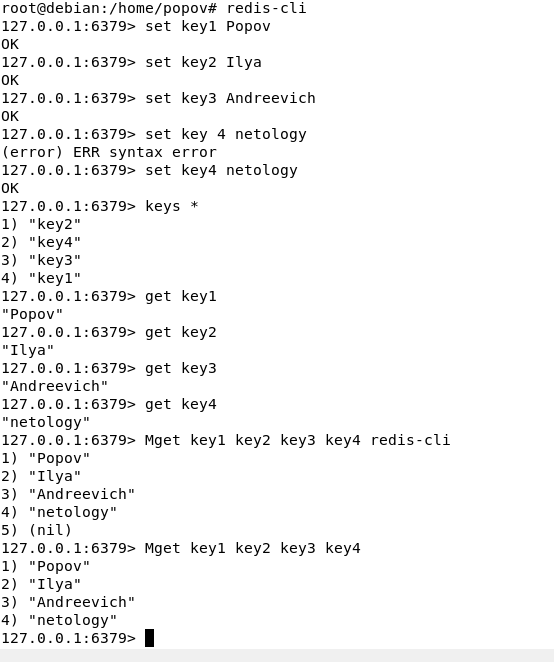 root@debian:/home/popov# redis-cli
127.0.0.1:6379> set key1 Popov
OK
127.0.0.1:6379> set key2 Ilya
OK
127.0.0.1:6379> set key3 Andreevich
OK
127.0.0.1:6379> set key 4 netology
(error) ERR syntax error
127.0.0.1:6379> set key4 netology
OK
127.0.0.1:6379> keys *
1) "key2"
2) "key4"
3) "key3"
4) "key1"
127.0.0.1:6379> get key1
"Popov"
127.0.0.1:6379> get key2
"Ilya"
127.0.0.1:6379> get key3
"Andreevich"
127.0.0.1:6379> get key4
"netology"
127.0.0.1:6379> Mget key1 key2 key3 key4 redis-cli
1) "Popov"
2) "Ilya"
3) "Andreevich"
4) "netology"
5) (nil)
127.0.0.1:6379> Mget key1 key2 key3 key4
1) "Popov"
2) "Ilya"
3) "Andreevich"
4) "netology"
127.0.0.1:6379>